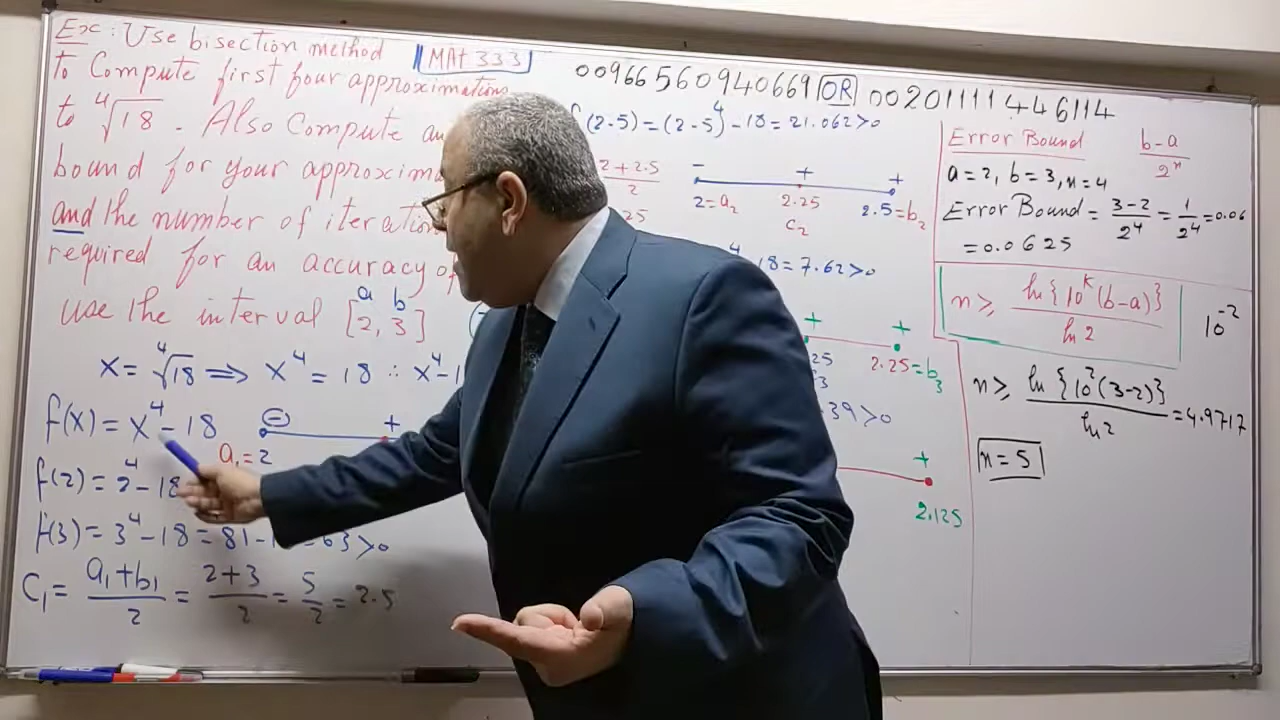 Ex: Use bisection method
MAt 333
to Compute first four approximations
to ∜18 . Also Compute an
bound for your approxima
and the number of iteration
required for an accuracy of
use the interval [2, 3]
a b
x = ∜18 ⟹ x⁴ = 18 ∴ x⁴ - 1
f(x) = x⁴ - 18
⊖ +
a₁ = 2
f(2) = 2⁴ - 18
f(3) = 3⁴ - 18 = 81 - 1 = 63 > 0
C₁ = (a₁ + b₁)/2 = (2 + 3)/2 = 5/2 = 2.5
00966560940669 OR 00201111446114
f(2.5) = (2.5)⁴ - 18 = 21.062 > 0
(2 + 2.5)/2
25
- + +
2 = a₂ 2.25 2.5 = b₂
c₂
4
18 = 7.62 > 0
+ +
25 2.25 = b₃
3
39 > 0
+
2.125
Error Bound (b-a)/2ⁿ
a = 2, b = 3, n = 4
Error Bound = (3-2)/2⁴ = 1/2⁴ = 0.06
= 0.0625
n ⩾ ln{10ᵏ(b-a)}/ln 2
10⁻²
n ⩾ ln{10²(3-2)}/ln 2 = 4.9717
n = 5